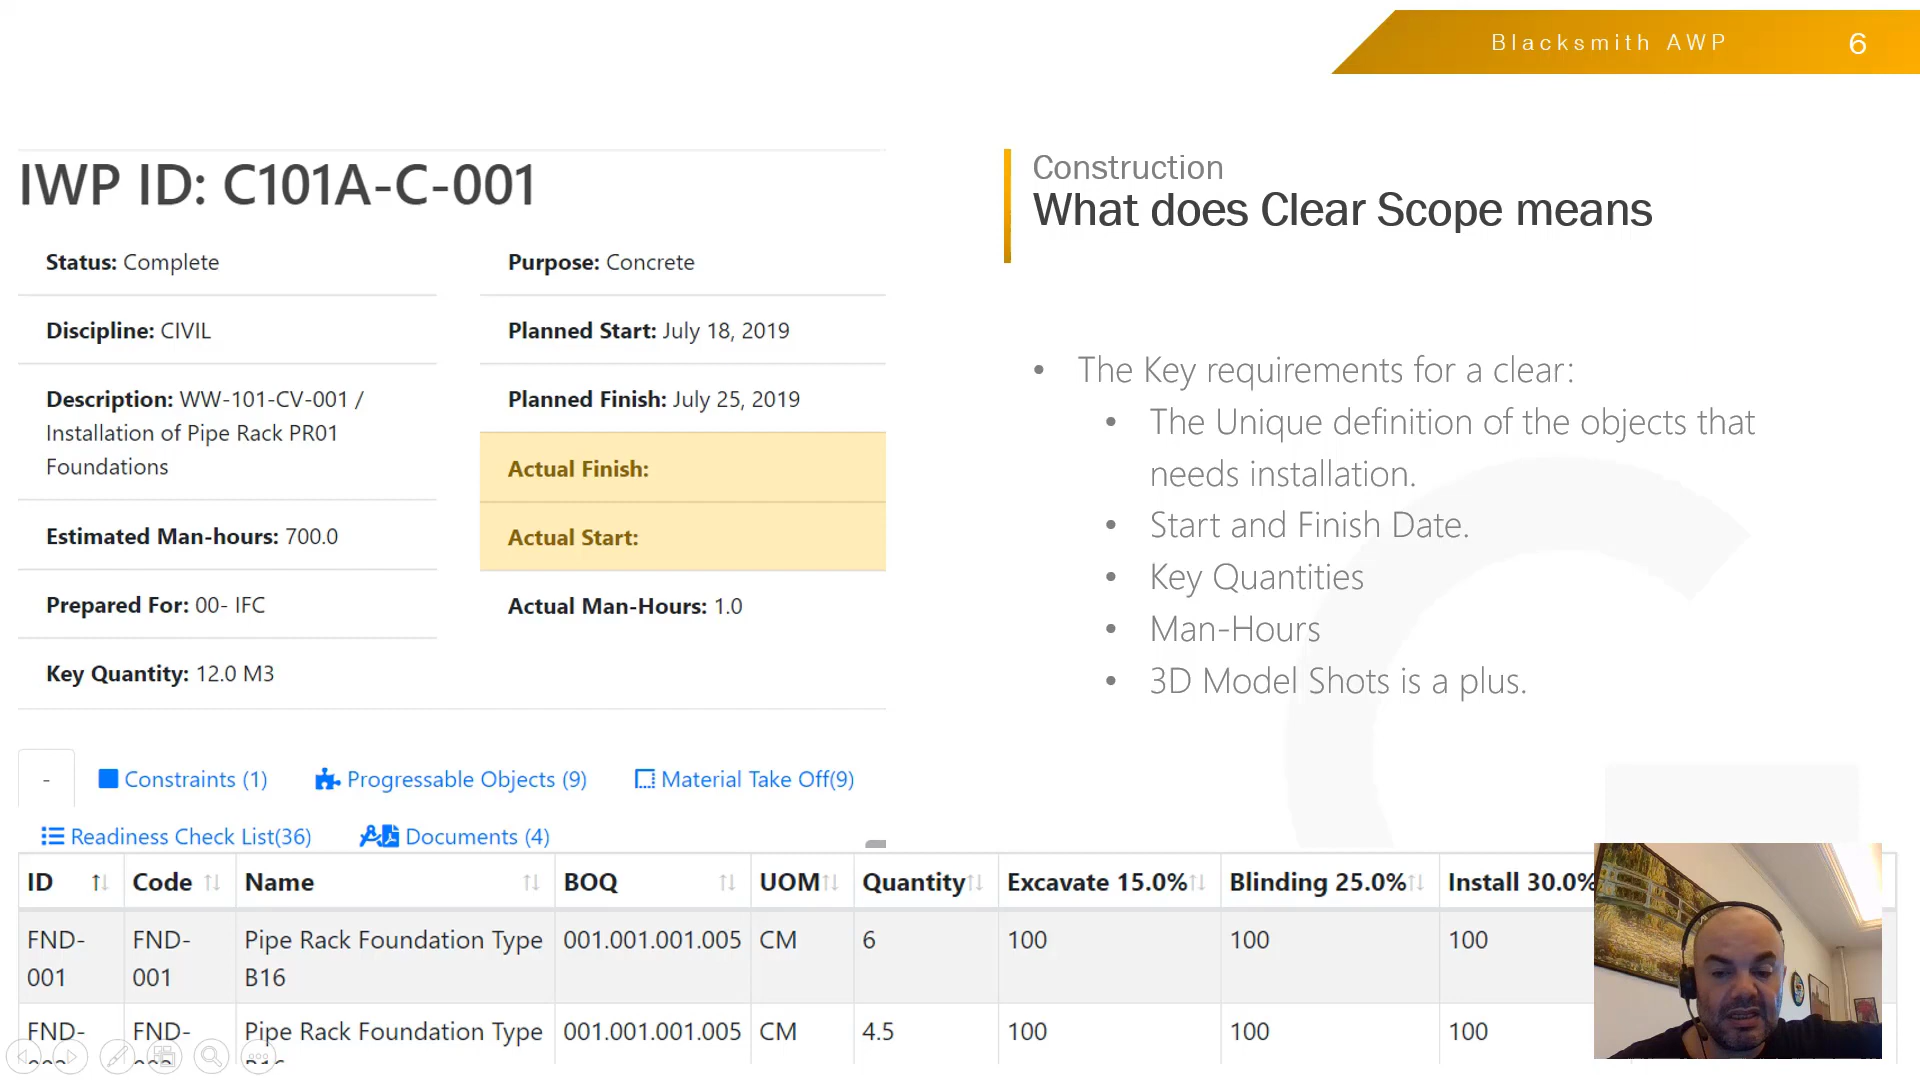 Blacksmith AWP 6
IWP ID: C101A-C-001
Status: Complete
Discipline: CIVIL
Description: WW-101-CV-001 /
Installation of Pipe Rack PR01
Foundations
Estimated Man-hours: 700.0
Prepared For: 00- IFC
Key Quantity: 12.0 M3
Purpose: Concrete
Planned Start: July 18, 2019
Planned Finish: July 25, 2019
Actual Finish:
Actual Start:
Actual Man-Hours: 1.0
- Constraints (1) Progressable Objects (9) Material Take Off(9)
Readiness Check List(36) Documents (4)
Construction
What does Clear Scope means
• The Key requirements for a clear:
• The Unique definition of the objects that
needs installation.
• Start and Finish Date.
• Key Quantities
• Man-Hours
• 3D Model Shots is a plus.
ID Code Name BOQ UOM Quantity Excavate 15.0% Blinding 25.0% Install 30.0%
FND- FND- Pipe Rack Foundation Type 001.001.001.005 CM 6 100 100 100
001 001 B16
FND- FND- Pipe Rack Foundation Type 001.001.001.005 CM 4.5 100 100 100